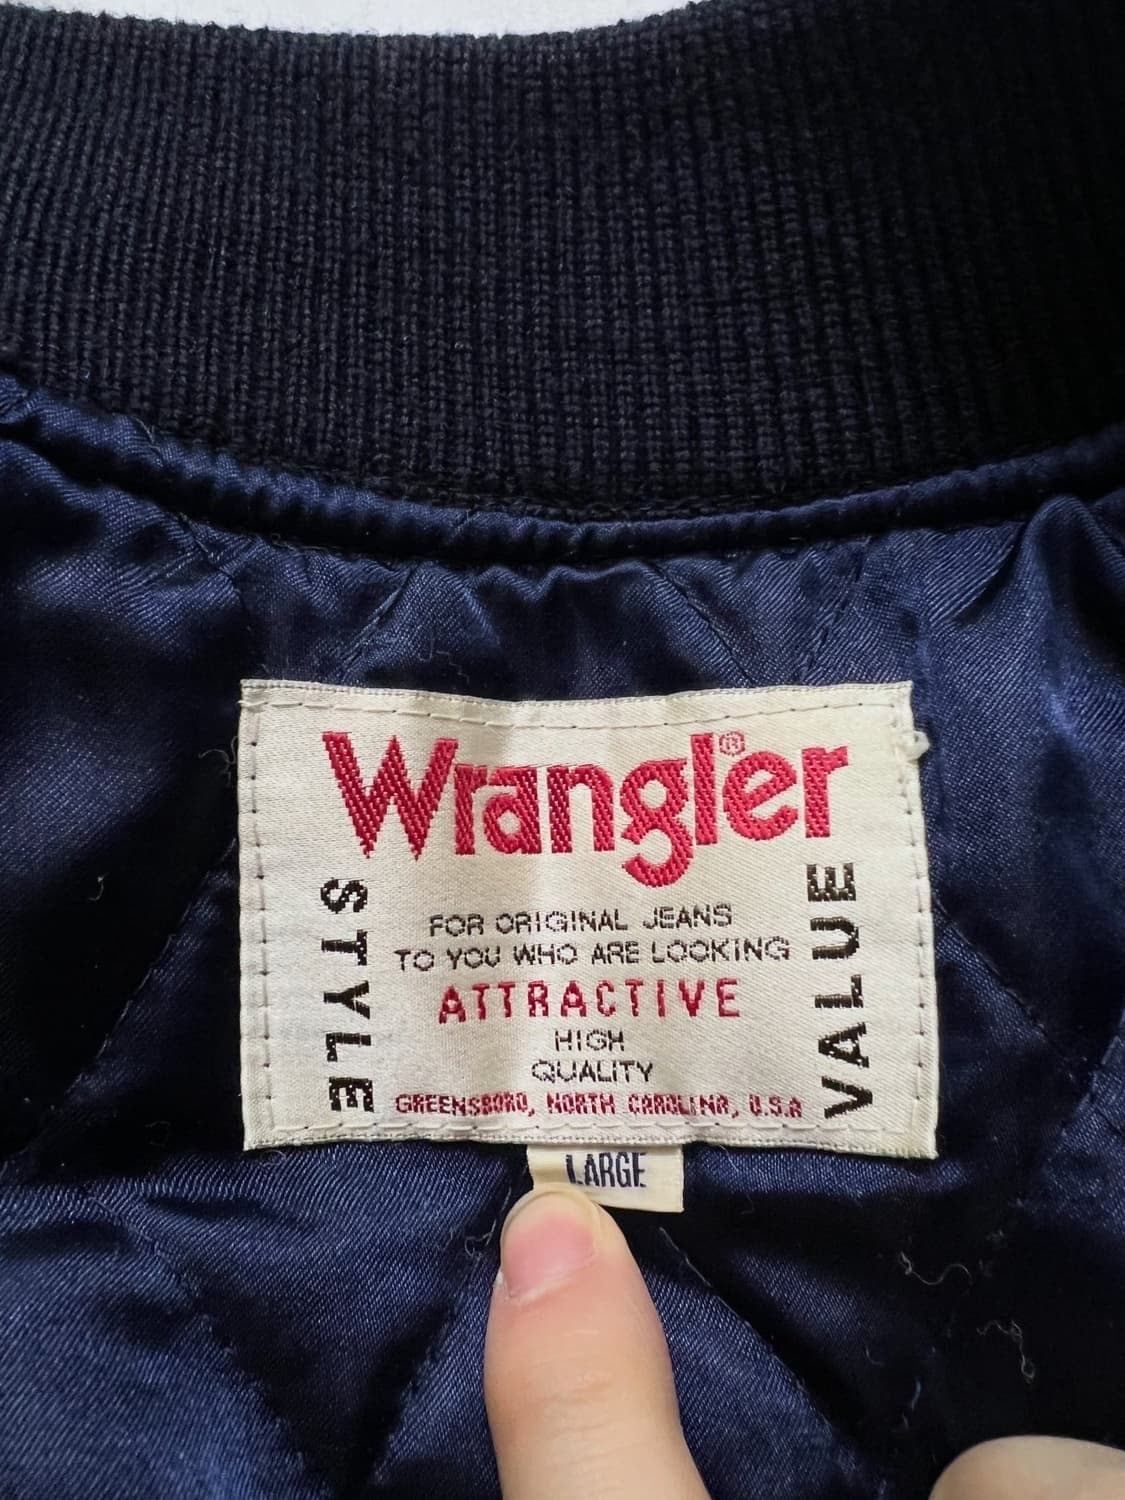 Wrangler®
STYLE
FOR ORIGINAL JEANS
TO YOU WHO ARE LOOKING
ATTRACTIVE
HIGH
QUALITY
GREENSBORO, NORTH CAROLINA, U.S.A
VALUE
LARGE